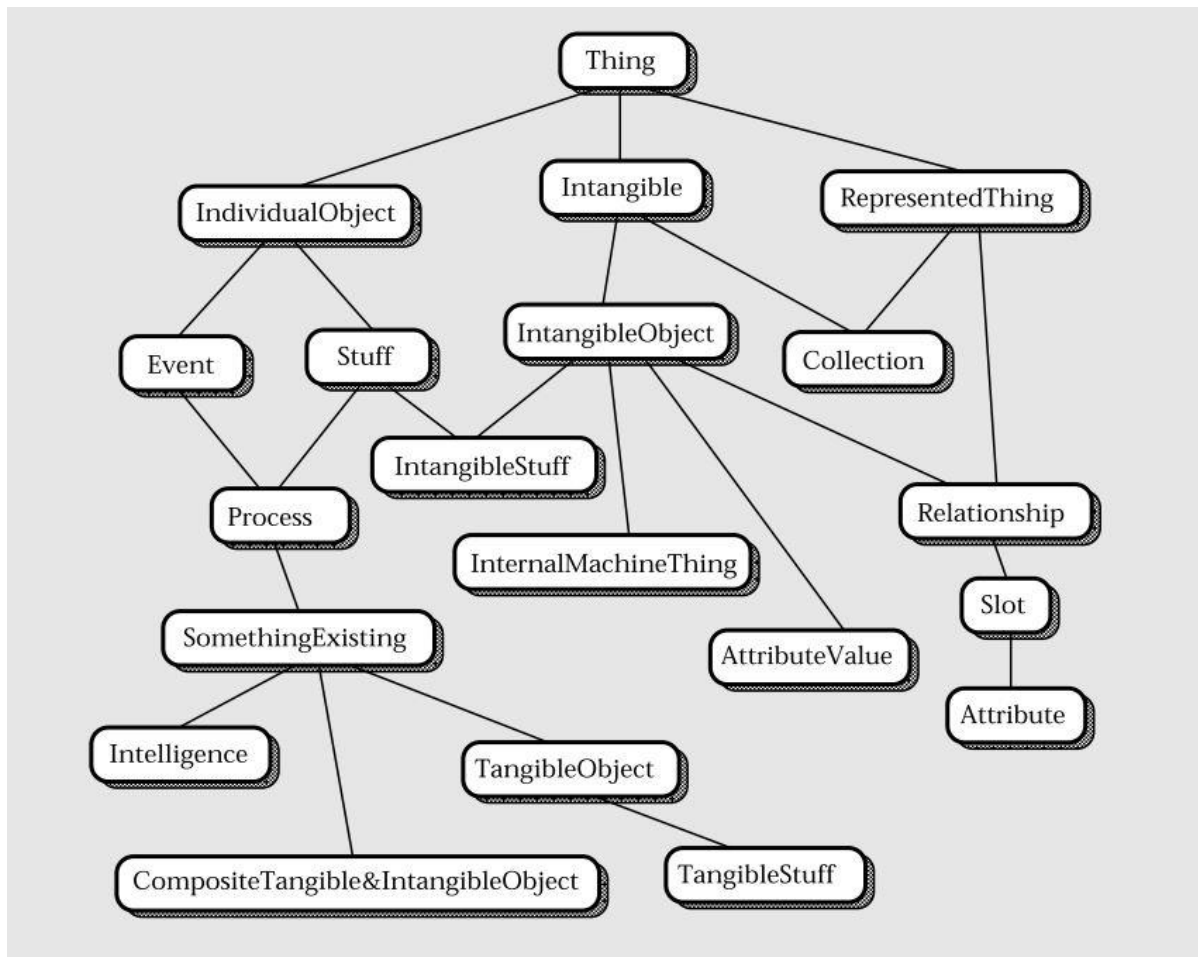 Thing
Intangible
RepresentedThing
IndividualObject
IntangibleObject
Event
Stuff
Collection
IntangibleStuff
Process
Relationship
InternalMachineThing
Slot
SomethingExisting
AttributeValue
Attribute
Intelligence
TangibleObject
CompositeTangible&IntangibleObject
TangibleStuff